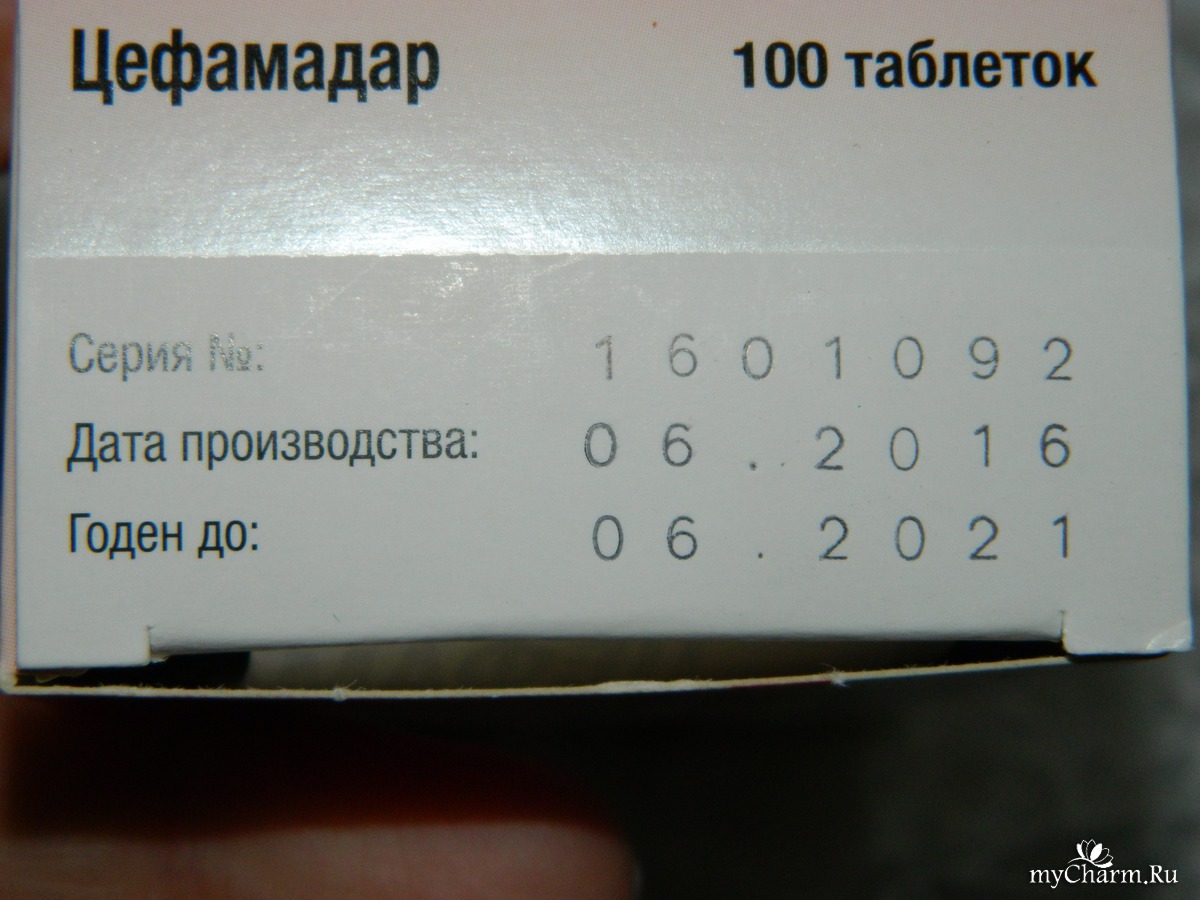 Цефамадар 100 таблеток
Серия №: 1601092
Дата производства: 06.2016
Годен до: 06.2021
myCharm.Ru